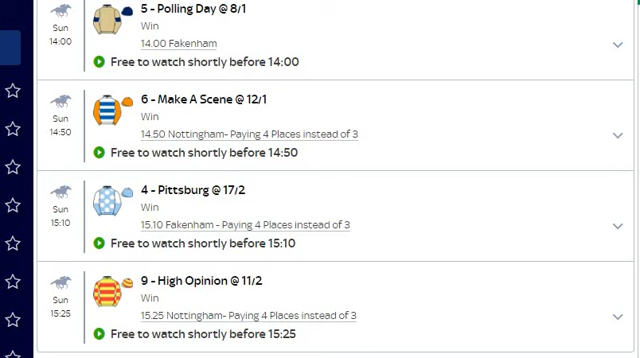 5 - Polling Day @ 8/1
Win
Sun
14:00
14.00 Fakenham
Free to watch shortly before 14:00
6 - Make A Scene @ 12/1
Win
Sun
14:50
14.50 Nottingham- Paying 4 Places instead of 3
Free to watch shortly before 14:50
4 - Pittsburg @ 17/2
Win
Sun
15:10
15.10 Fakenham - Paying 4 Places instead of 3
Free to watch shortly before 15:10
9 - High Opinion @ 11/2
Win
Sun
15:25
15.25 Nottingham- Paying 4 Places instead of 3
Free to watch shortly before 15:25